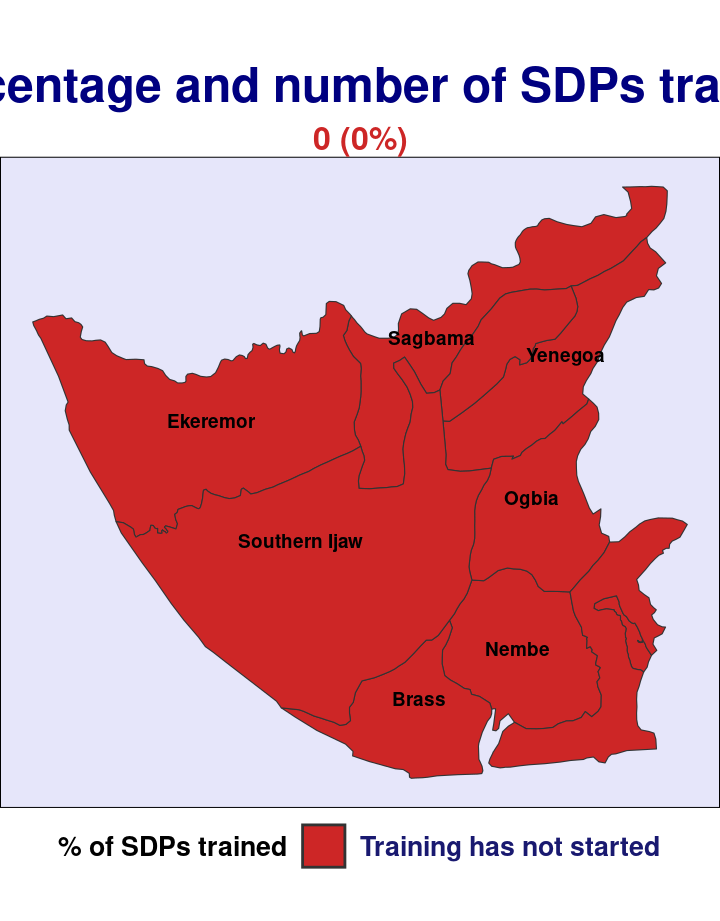 centage and number of SDPs tra
0 (0%)
Sagbama
Yenegoa
Ekeremor
Ogbia
Southern Ijaw
Nembe
Brass
% of SDPs trained
Training has not started